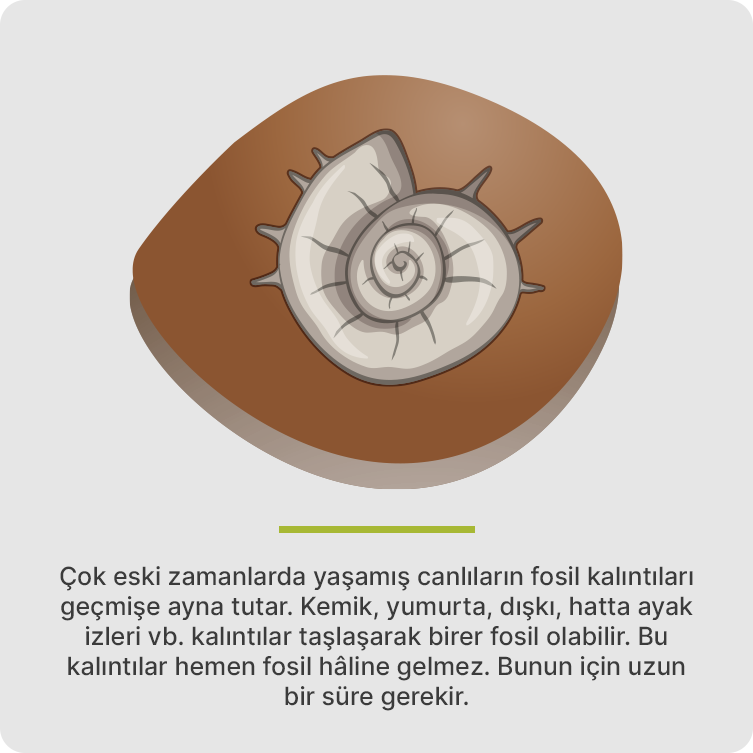 Çok eski zamanlarda yaşamış canlıların fosil kalıntıları
geçmişe ayna tutar. Kemik, yumurta, dışkı, hatta ayak
izleri vb. kalıntılar taşlaşarak birer fosil olabilir. Bu
kalıntılar hemen fosil hâline gelmez. Bunun için uzun
bir süre gerekir.